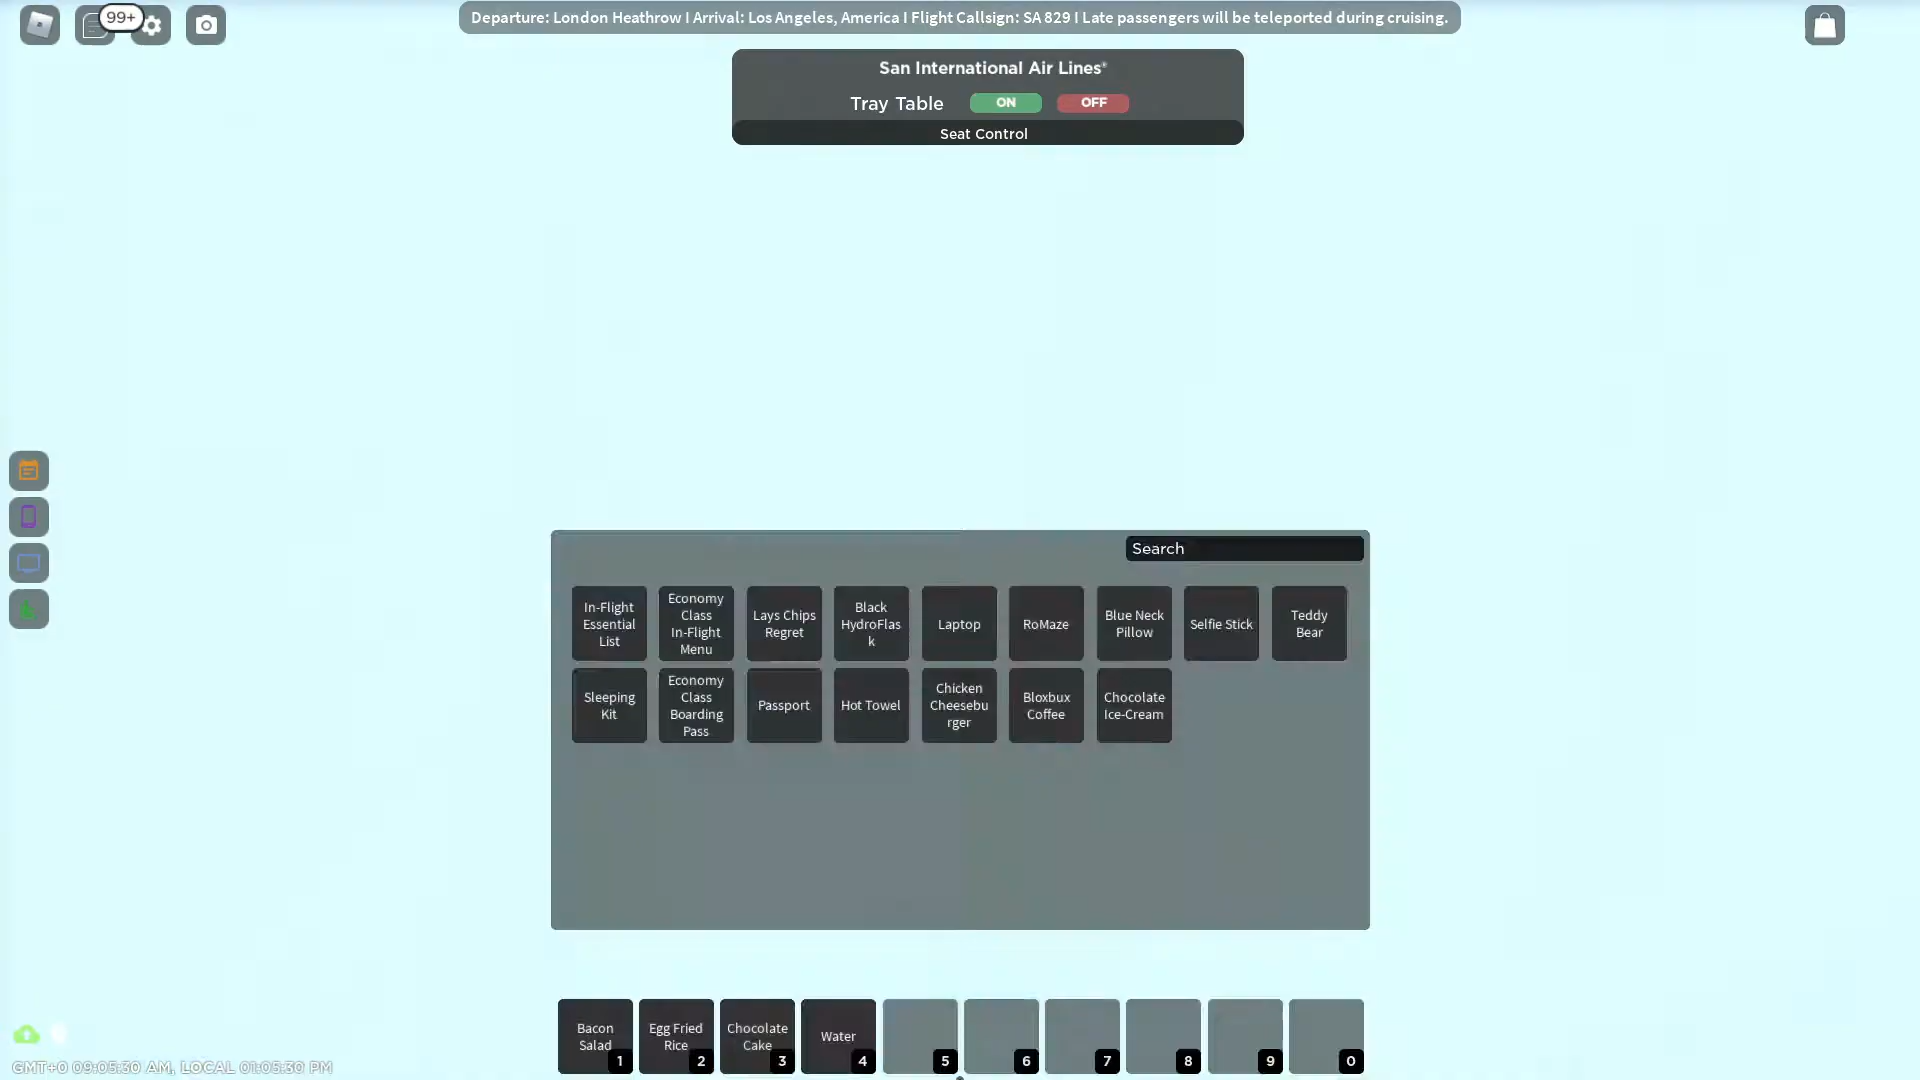 99+
Departure: London Heathrow I Arrival: Los Angeles, America I Flight Callsign: SA 829 I Late passengers will be teleported during cruising.
San International Air Lines®
Tray Table ON OFF
Seat Control
Search
In-Flight
Essential
List
Economy
Class
In-Flight
Menu
Lays Chips
Regret
Black
HydroFlas
k
Laptop
RoMaze
Blue Neck
Pillow
Selfie Stick
Teddy
Bear
Sleeping
Kit
Economy
Class
Boarding
Pass
Passport
Hot Towel
Chicken
Cheesebu
rger
Bloxbux
Coffee
Chocolate
Ice-Cream
Bacon
Salad
1
Egg Fried
Rice
2
Chocolate
Cake
3
Water
4
5
6
7
8
9
0
GMT+0 09:05:30 AM, LOCAL 01:05:30 PM